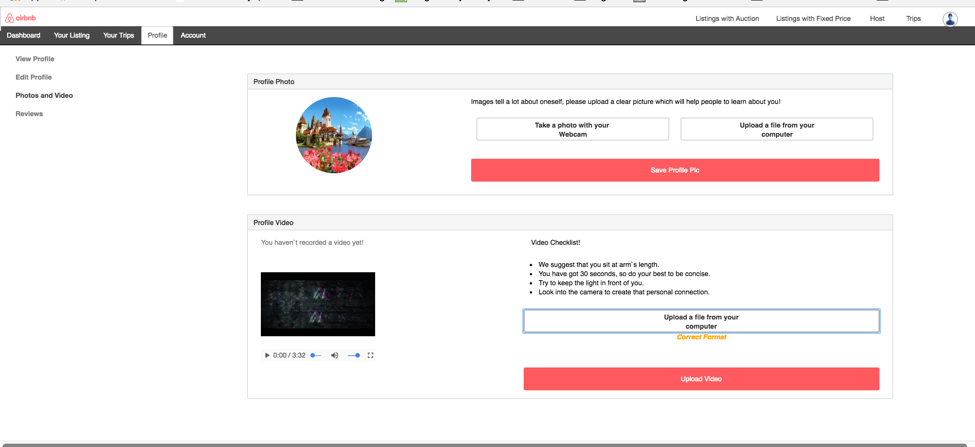 airbnb
Listings with Auction
Listings with Fixed Price
Host
Trips
Dashboard
Your Listing
Your Trips
Profile
Account
View Profile
Edit Profile
Photos and Video
Reviews
Profile Photo
Images tell a lot about oneself, please upload a clear picture which will help people to learn about you!
Take a photo with your
Webcam
Upload a file from your
computer
Save Profile Pic
Profile Video
You haven`t recorded a video yet!
0:00 / 3:32
Video Checklist!
We suggest that you sit at arm`s length.
You have got 30 seconds, so do your best to be concise.
Try to keep the light in front of you.
Look into the camera to create that personal connection.
Upload a file from your
computer
Correct Format
Upload Video